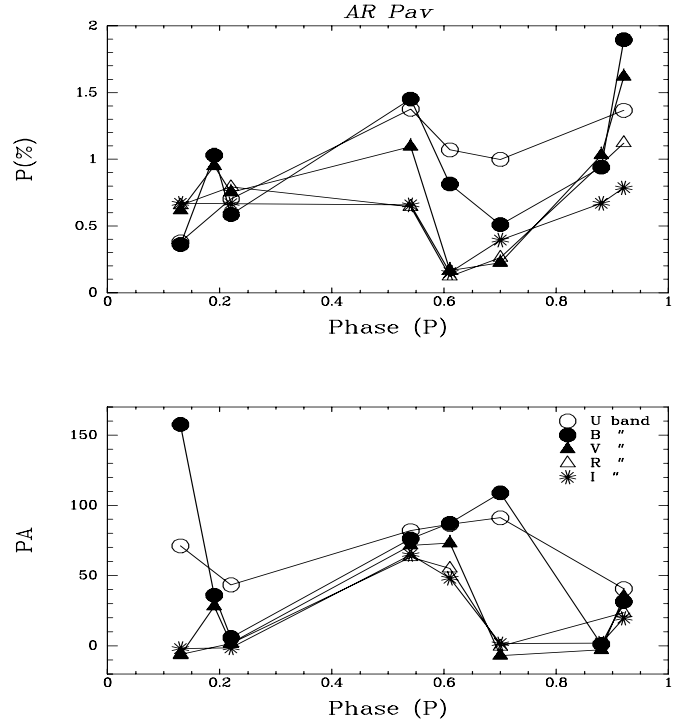 AR Pav
2
1.5
1
0.5
0
P(%)
0 0.2 0.4 0.6 0.8 1
Phase (P)
150
100
50
0
PA
U band
B "
V "
R "
I "
0 0.2 0.4 0.6 0.8 1
Phase (P)